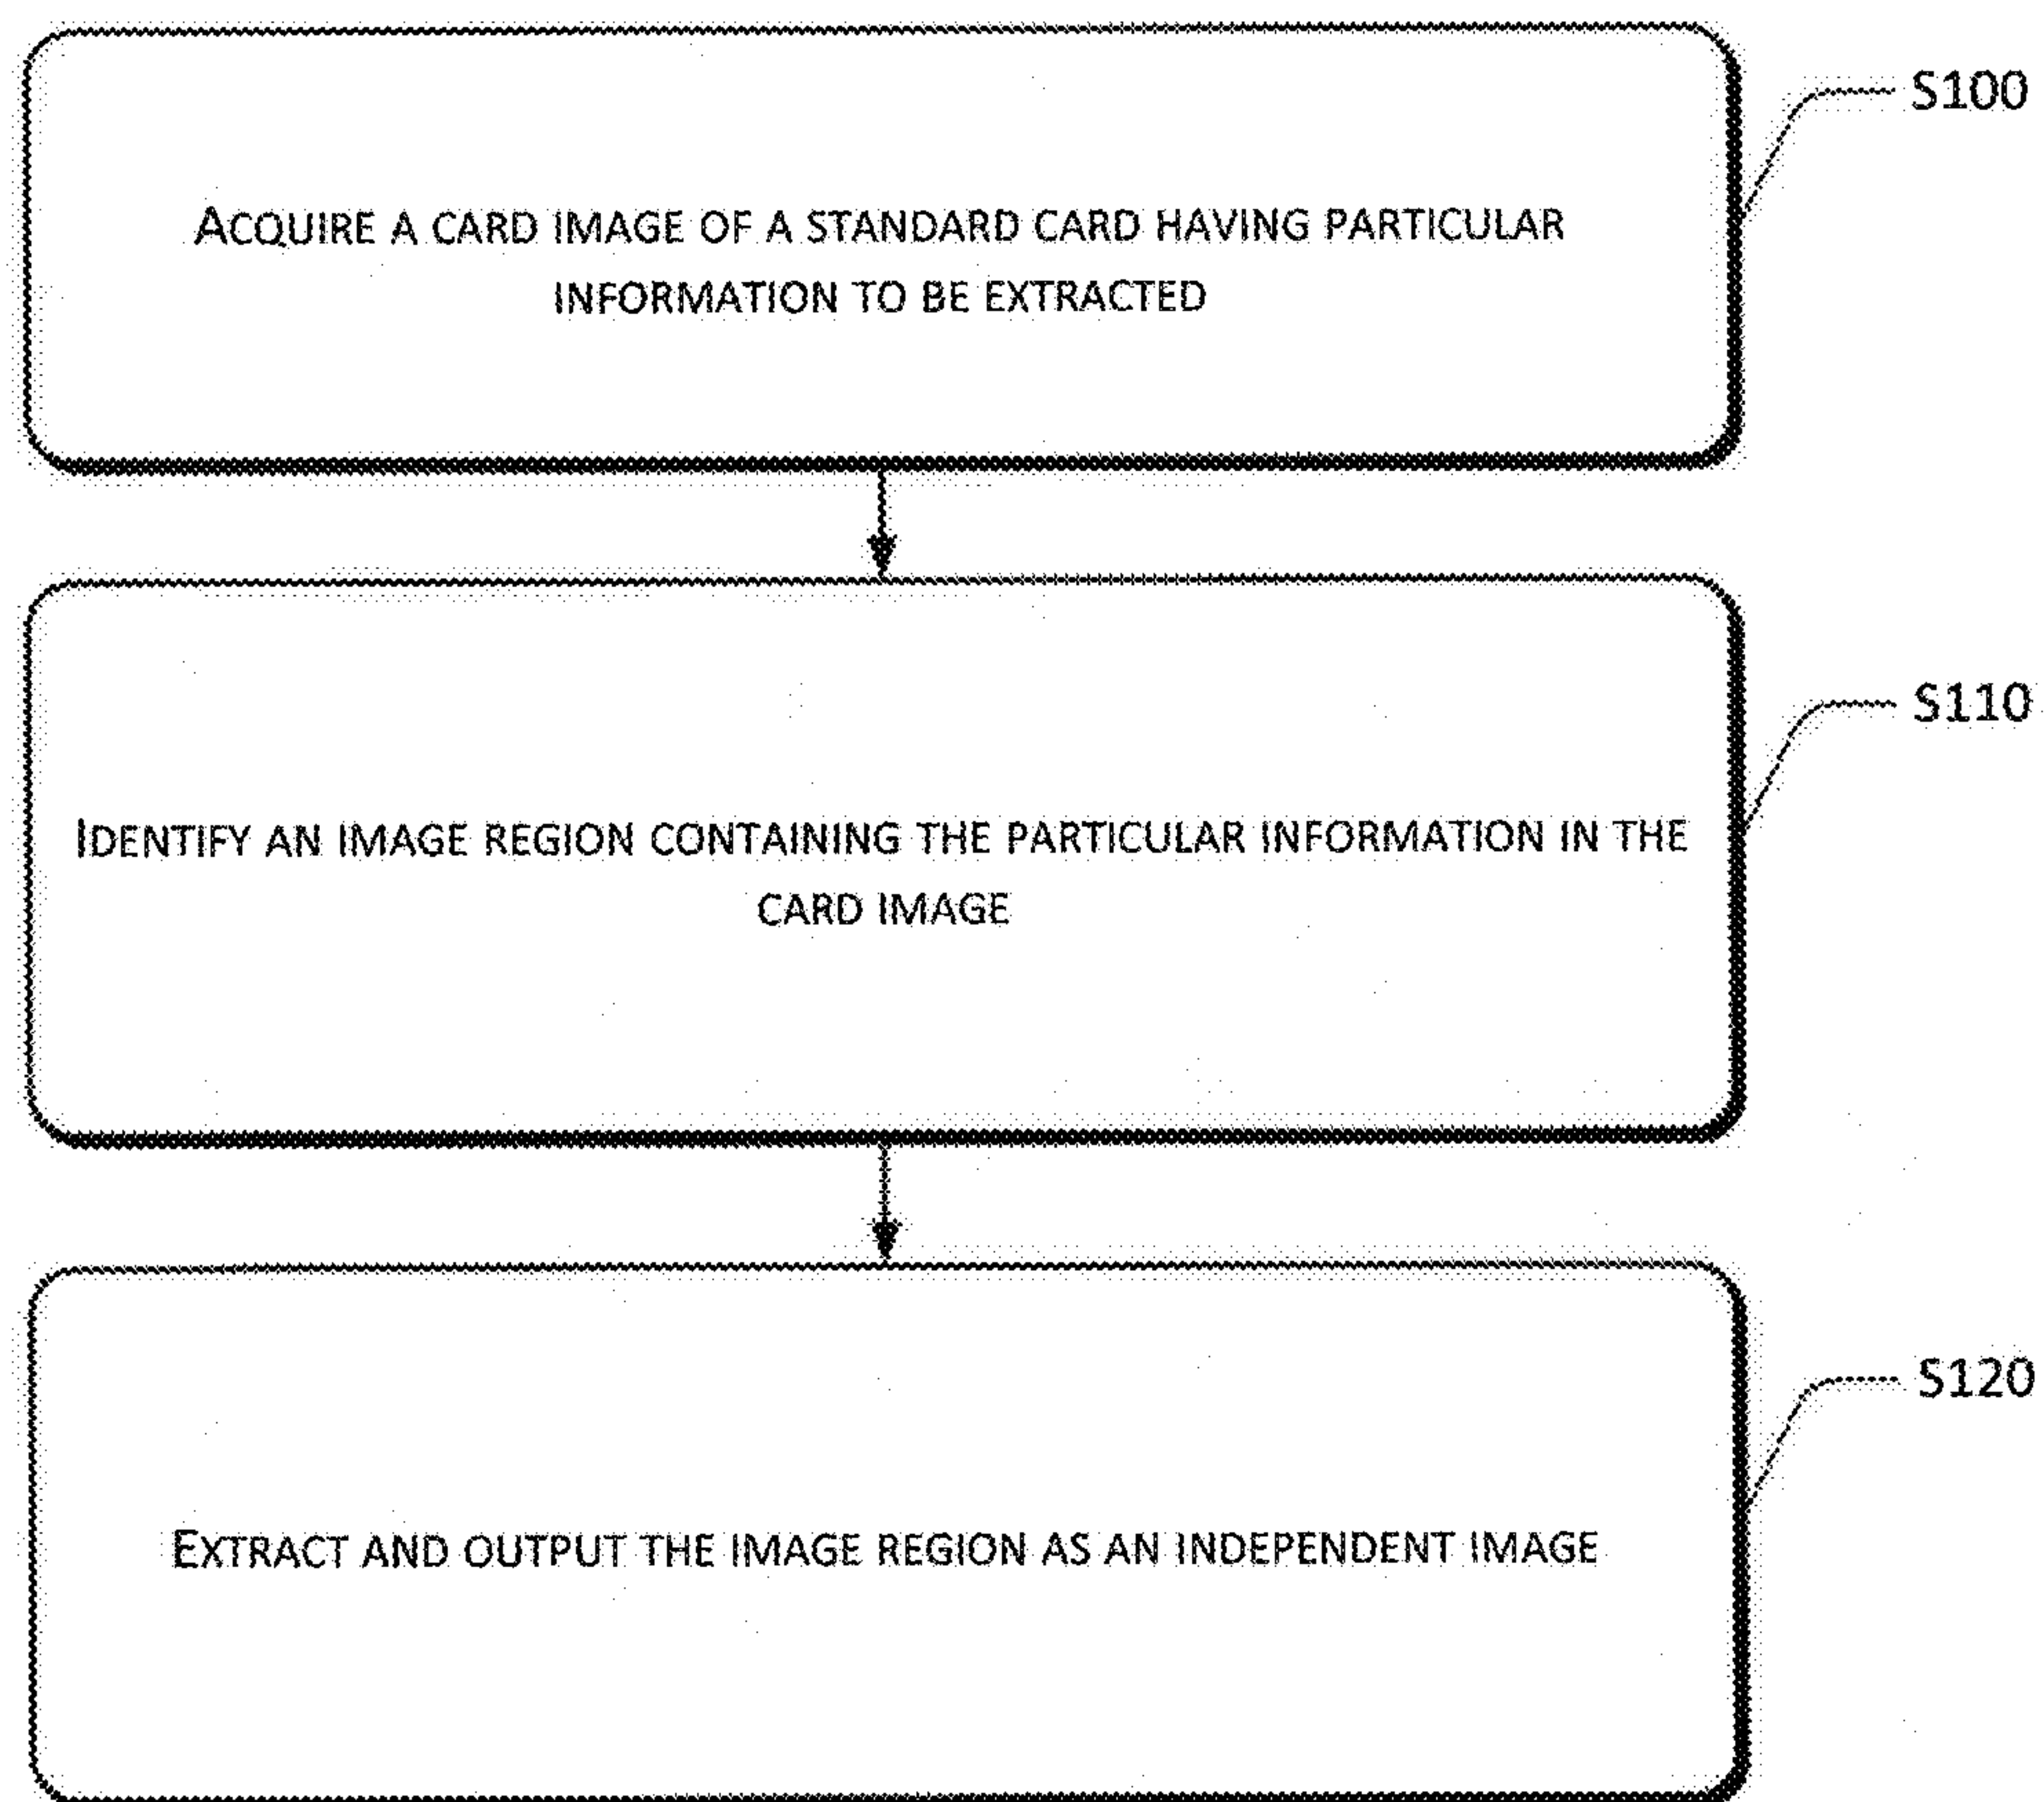 S100
ACQUIRE A CARD IMAGE OF A STANDARD CARD HAVING PARTICULAR
INFORMATION TO BE EXTRACTED
S110
IDENTIFY AN IMAGE REGION CONTAINING THE PARTICULAR INFORMATION IN THE
CARD IMAGE
S120
EXTRACT AND OUTPUT THE IMAGE REGION AS AN INDEPENDENT IMAGE